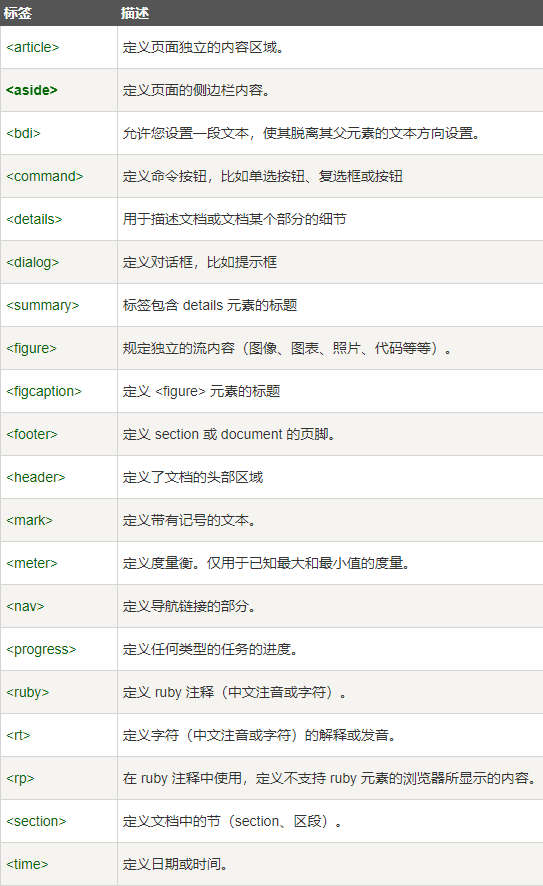 标签 描述
<article> 定义页面独立的内容区域。
<aside> 定义页面的侧边栏内容。
<bdi> 允许您设置一段文本，使其脱离其父元素的文本方向设置。
<command> 定义命令按钮，比如单选按钮、复选框或按钮
<details> 用于描述文档或文档某个部分的细节
<dialog> 定义对话框，比如提示框
<summary> 标签包含 details 元素的标题
<figure> 规定独立的流内容（图像、图表、照片、代码等等）。
<figcaption> 定义 <figure> 元素的标题
<footer> 定义 section 或 document 的页脚。
<header> 定义了文档的头部区域
<mark> 定义带有记号的文本。
<meter> 定义度量衡。仅用于已知最大和最小值的度量。
<nav> 定义导航链接的部分。
<progress> 定义任何类型的任务的进度。
<ruby> 定义 ruby 注释（中文注音或字符）。
<rt> 定义字符（中文注音或字符）的解释或发音。
<rp> 在 ruby 注释中使用，定义不支持 ruby 元素的浏览器所显示的内容。
<section> 定义文档中的节（section、区段）。
<time> 定义日期或时间。